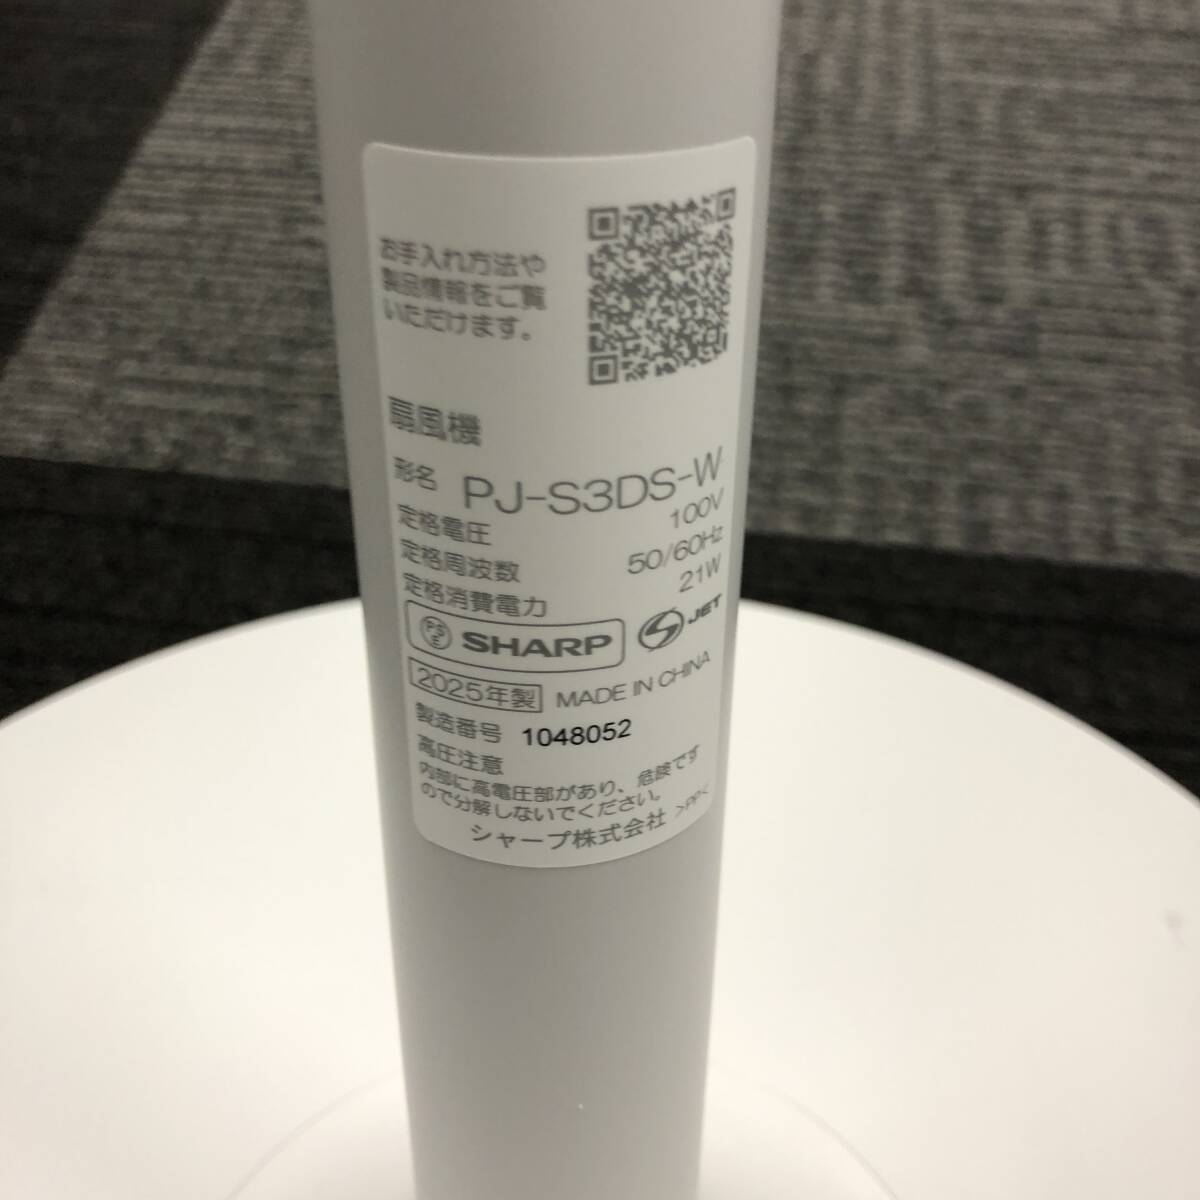 お手入れ方法や
製品情報をご覧
いただけます。
扇風機
形名 PJ-S3DS-W
定格電圧 100V
定格周波数 50/60Hz
定格消費電力 21W
PSE SHARP JET
2025年製 MADE IN CHINA
製造番号 1048052
高圧注意
内部に高電圧部があり、危険です
ので分解しないでください。
シャープ株式会社 >PP<